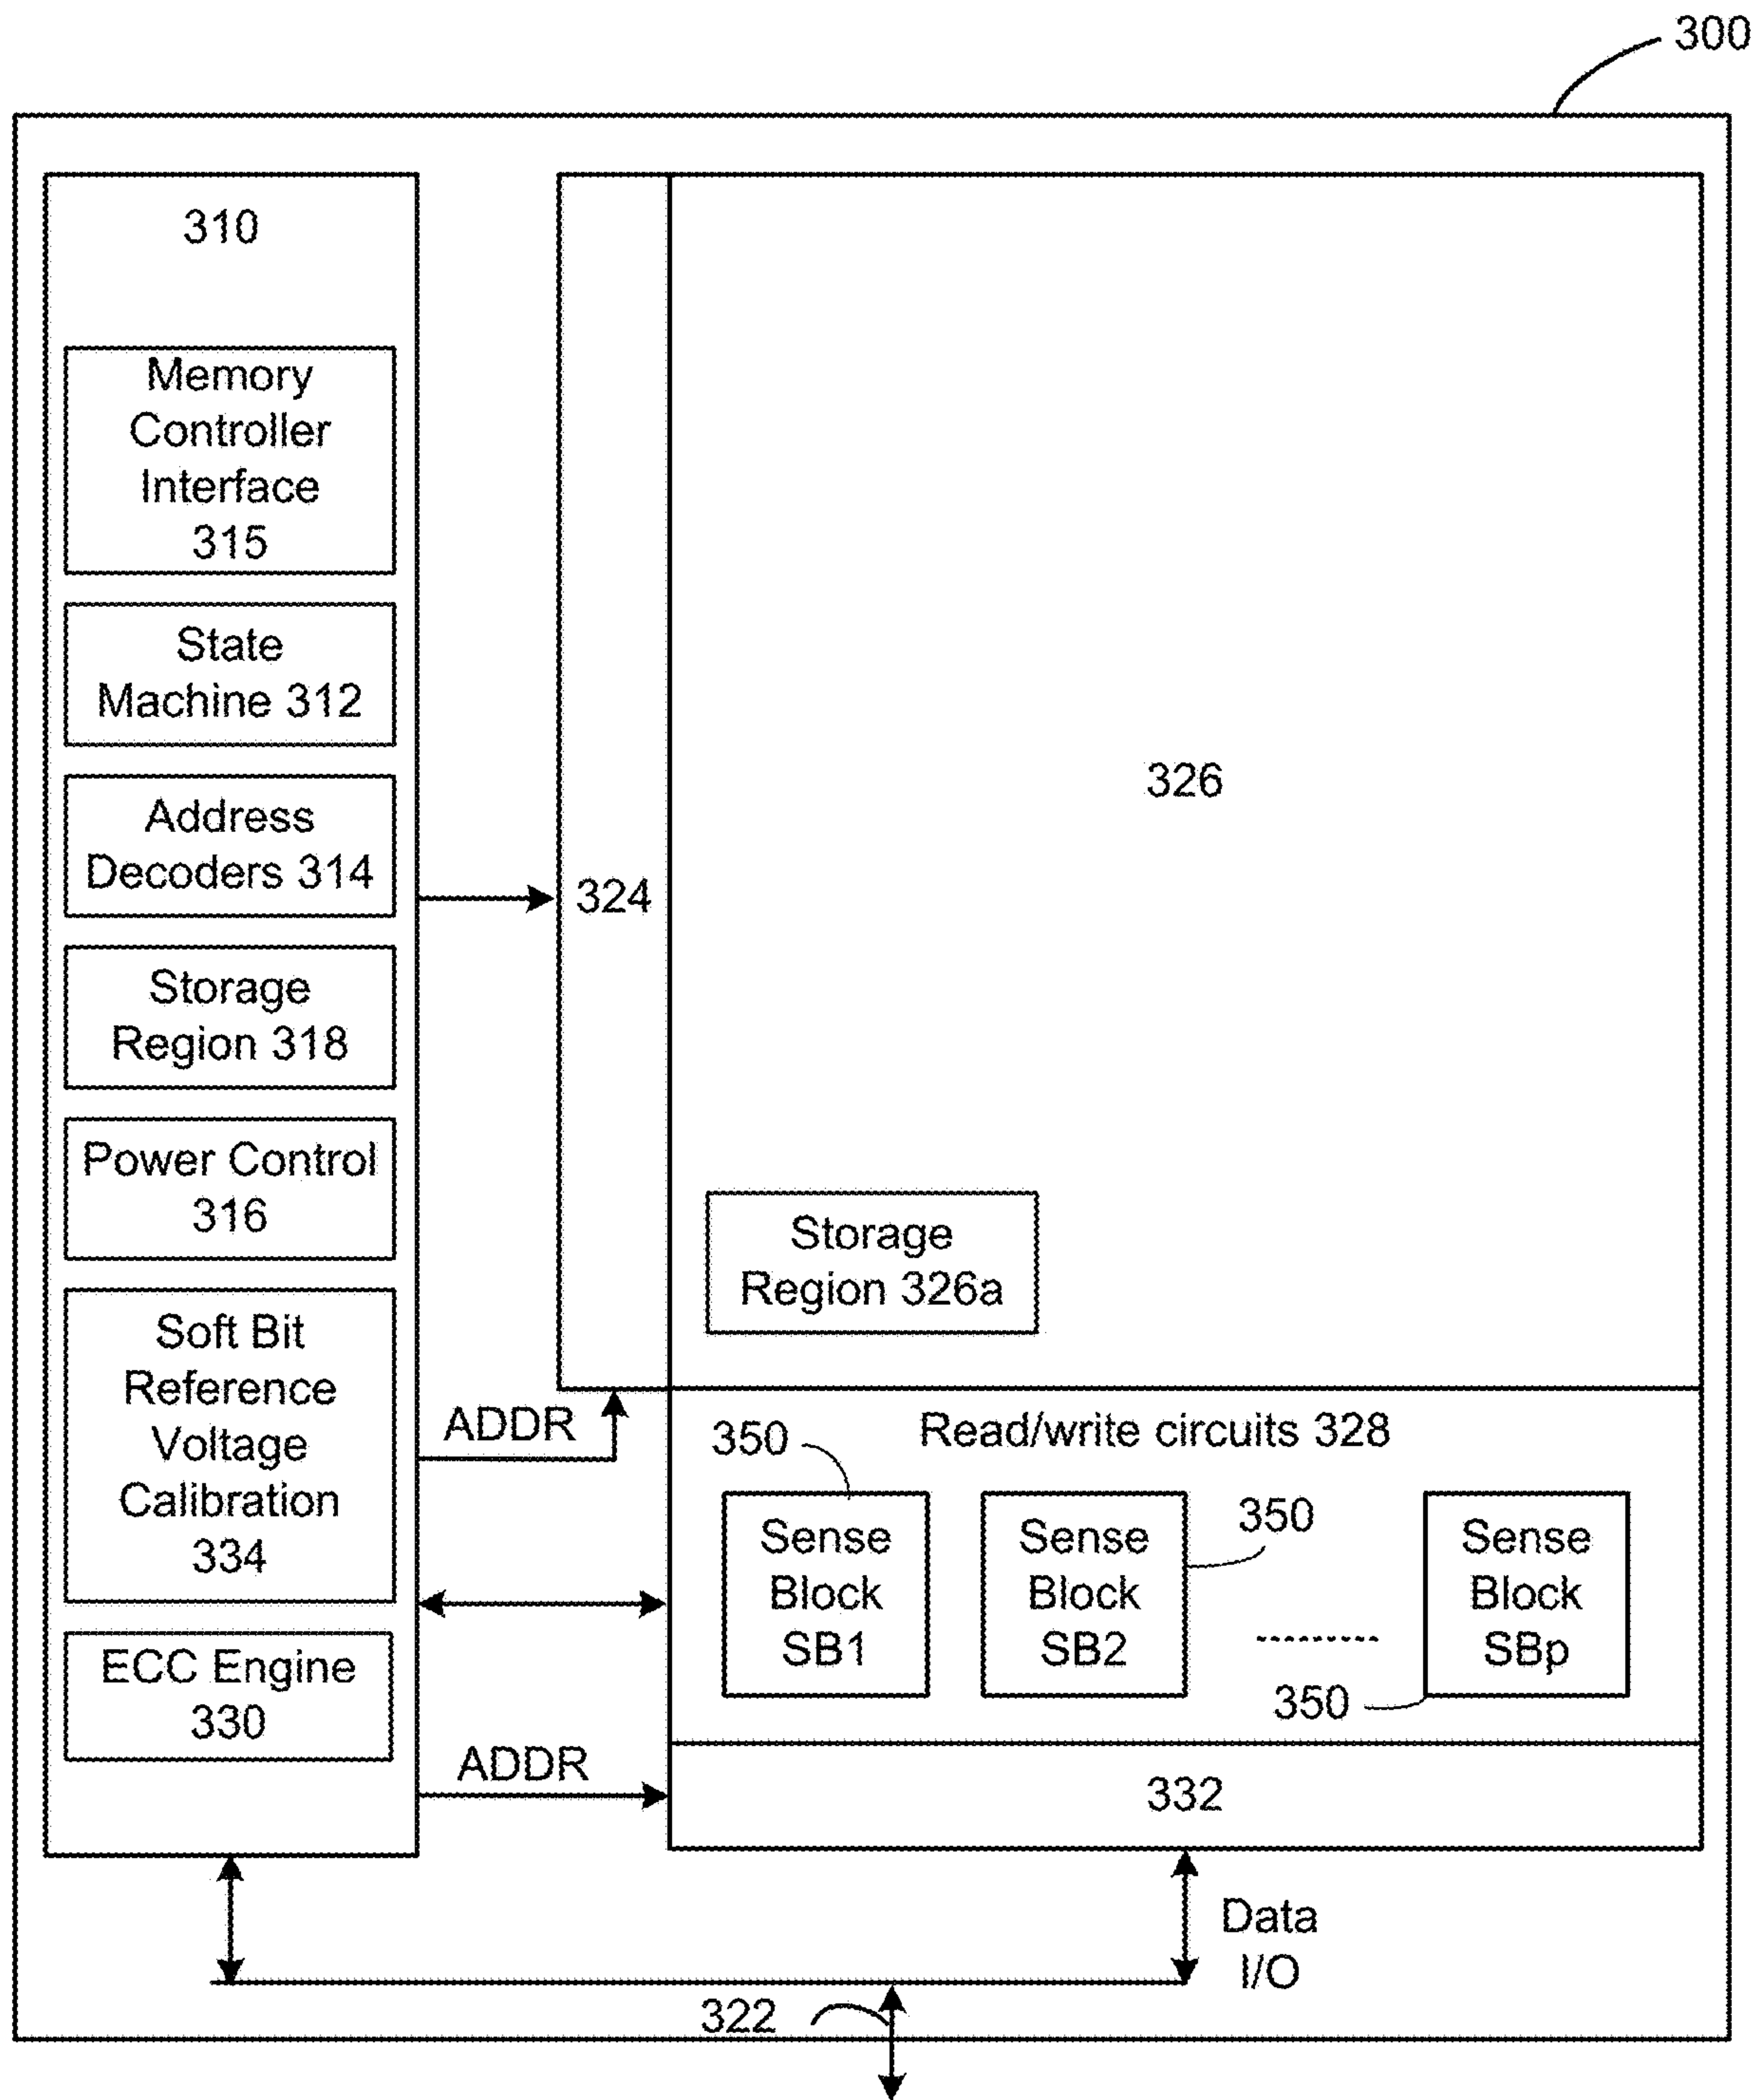 300
310
Memory
Controller
Interface
315
State
Machine 312
Address
Decoders 314
Storage
Region 318
Power Control
316
Soft Bit
Reference
Voltage
Calibration
334
ECC Engine
330
324
326
Storage
Region 326a
ADDR
Read/write circuits 328
350
Sense
Block
SB1
Sense
Block
SB2
350
Sense
Block
SBp
350
ADDR
332
Data
I/O
322